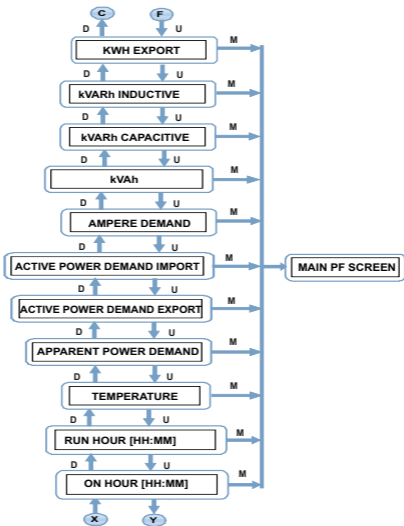 C F
D U
KWH EXPORT M
D U
kVARh INDUCTIVE M
D U
kVARh CAPACITIVE M
D U
kVAh M
D U
AMPERE DEMAND M
D U
ACTIVE POWER DEMAND IMPORT M MAIN PF SCREEN
D U
ACTIVE POWER DEMAND EXPORT M
D U
APPARENT POWER DEMAND M
D U
TEMPERATURE M
D U
RUN HOUR [HH:MM] M
D U
ON HOUR [HH:MM] M
X Y